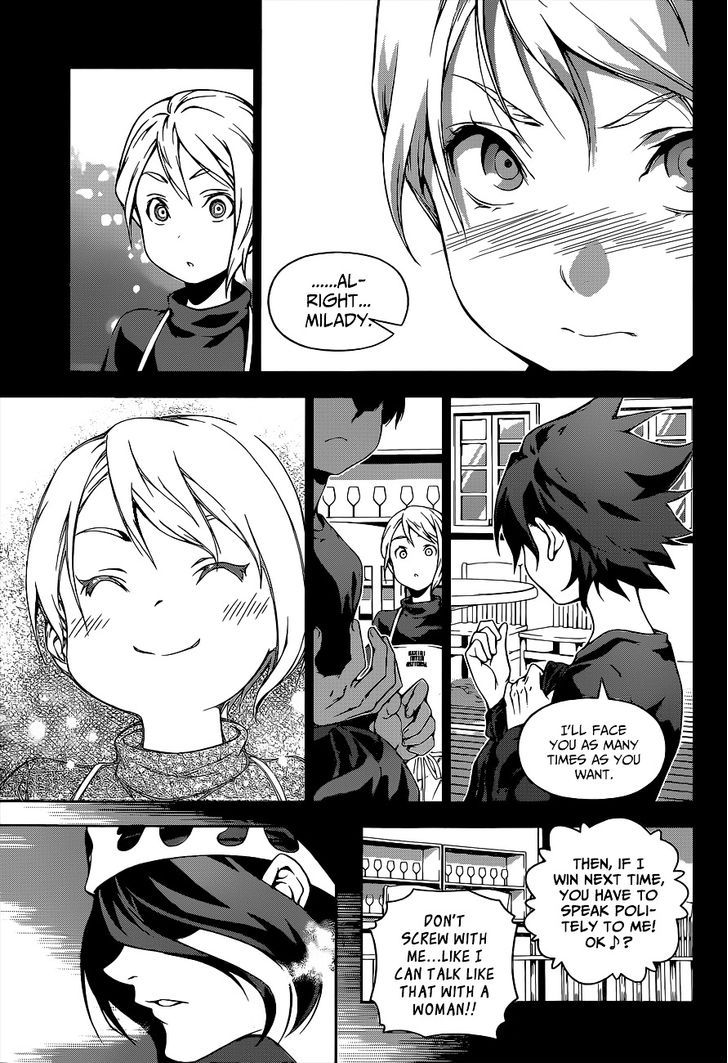 ......AL-
RIGHT...
MILADY.
I'LL FACE
YOU AS MANY
TIMES AS YOU
WANT.
THEN, IF I
WIN NEXT TIME,
YOU HAVE TO
SPEAK POLI-
TELY TO ME!
OK♪?
DON'T
SCREW WITH
ME...LIKE I
CAN TALK LIKE
THAT WITH A
WOMAN!!